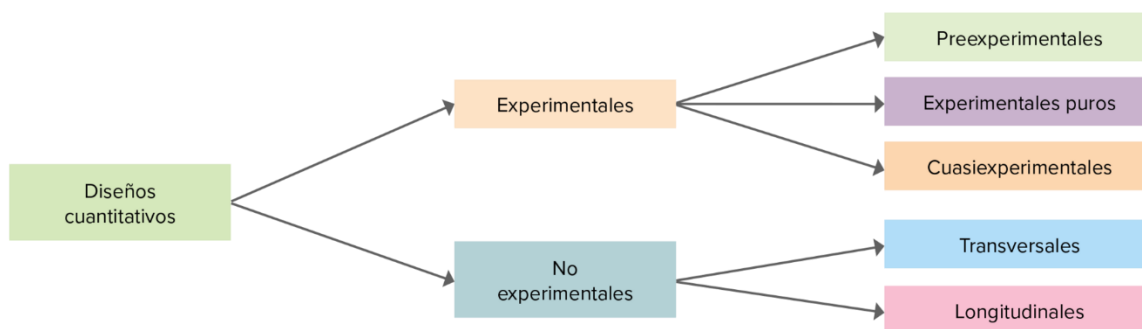 Diseños
cuantitativos
Experimentales
No
experimentales
Preexperimentales
Experimentales puros
Cuasiexperimentales
Transversales
Longitudinales